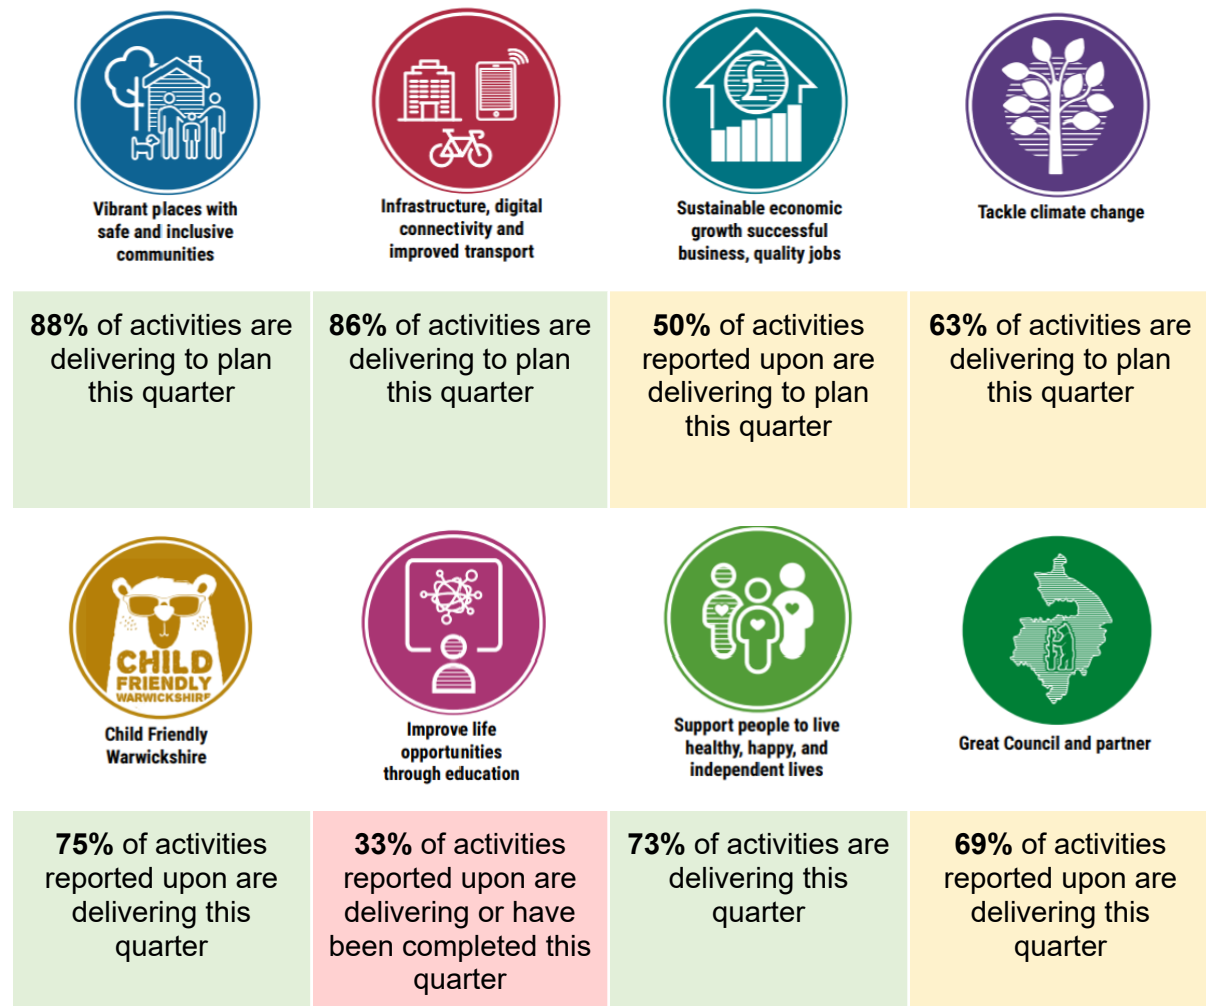 Vibrant places with
safe and inclusive
communities
Infrastructure, digital
connectivity and
improved transport
£
Sustainable economic
growth successful
business, quality jobs
Tackle climate change
88% of activities are
delivering to plan
this quarter
86% of activities are
delivering to plan
this quarter
50% of activities
reported upon are
delivering to plan
this quarter
63% of activities are
delivering to plan
this quarter
CHILD
FRIENDLY
WARWICKSHIRE
Child Friendly
Warwickshire
Improve life
opportunities
through education
Support people to live
healthy, happy, and
independent lives
Great Council and partner
75% of activities
reported upon are
delivering this
quarter
33% of activities
reported upon are
delivering or have
been completed this
quarter
73% of activities are
delivering this
quarter
69% of activities
reported upon are
delivering this
quarter